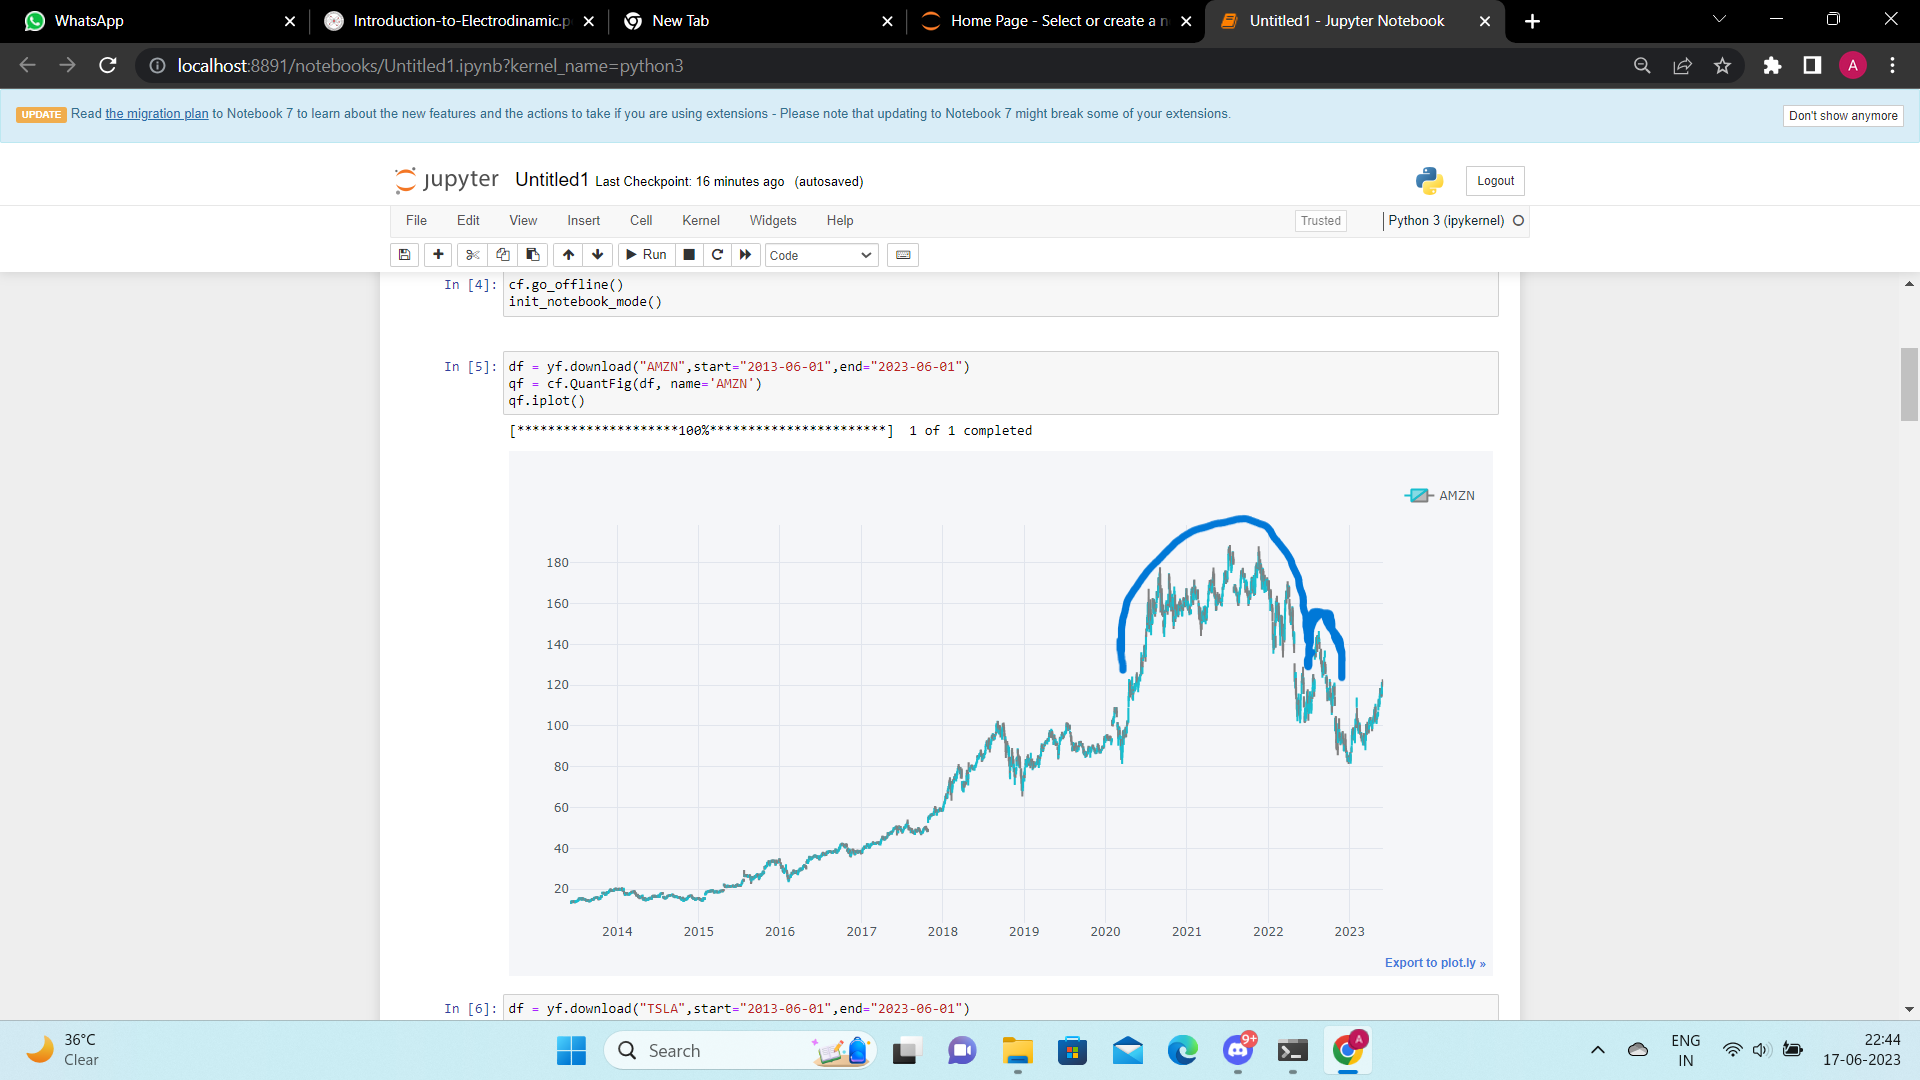 WhatsApp
Introduction-to-Electrodinamic.p
New Tab
Home Page - Select or create a n
Untitled1 - Jupyter Notebook
localhost:8891/notebooks/Untitled1.ipynb?kernel_name=python3
A
UPDATE Read the migration plan to Notebook 7 to learn about the new features and the actions to take if you are using extensions - Please note that updating to Notebook 7 might break some of your extensions.
Don't show anymore
jupyter Untitled1 Last Checkpoint: 16 minutes ago (autosaved)
Logout
File Edit View Insert Cell Kernel Widgets Help
Trusted
Python 3 (ipykernel)
Run
Code
In [4]: cf.go_offline()
init_notebook_mode()
In [5]: df = yf.download("AMZN",start="2013-06-01",end="2023-06-01")
qf = cf.QuantFig(df, name='AMZN')
qf.iplot()
[*********************100%***********************]  1 of 1 completed
AMZN
180
160
140
120
100
80
60
40
20
2014 2015 2016 2017 2018 2019 2020 2021 2022 2023
Export to plot.ly »
In [6]: df = yf.download("TSLA",start="2013-06-01",end="2023-06-01")
36°C
Clear
Search
9+
A
ENG
IN
22:44
17-06-2023